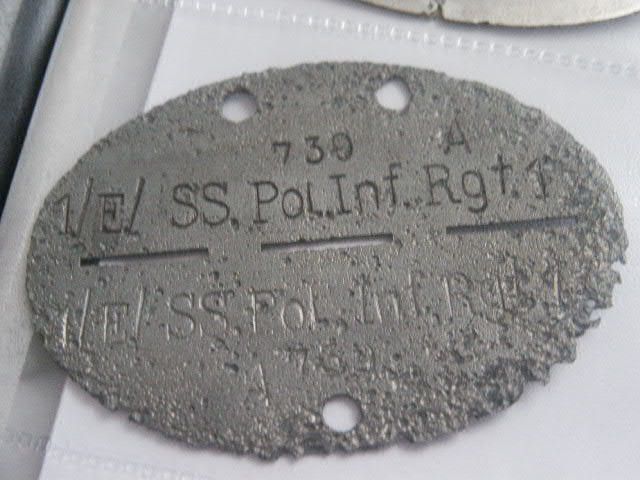 739 A
1/E/ SS.Pol.Inf.Rgt.1
1/E/ SS.Pol.Inf.Rgt.1
739
A